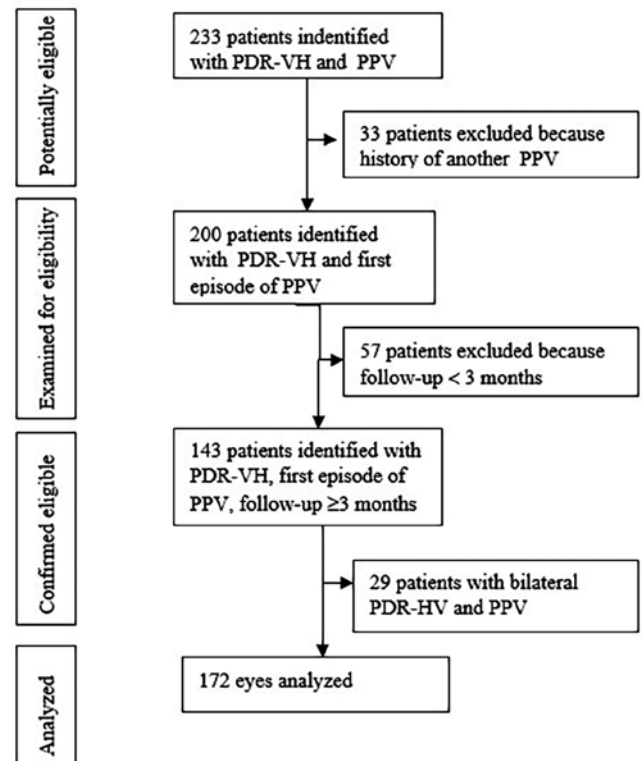 Potentially eligible
233 patients indentified
with PDR-VH and PPV
33 patients excluded because
history of another PPV
Examined for eligibility
200 patients identified
with PDR-VH and first
episode of PPV
57 patients excluded because
follow-up < 3 months
Confirmed eligible
143 patients identified with
PDR-VH, first episode of
PPV, follow-up ≥3 months
29 patients with bilateral
PDR-HV and PPV
Analyzed
172 eyes analyzed